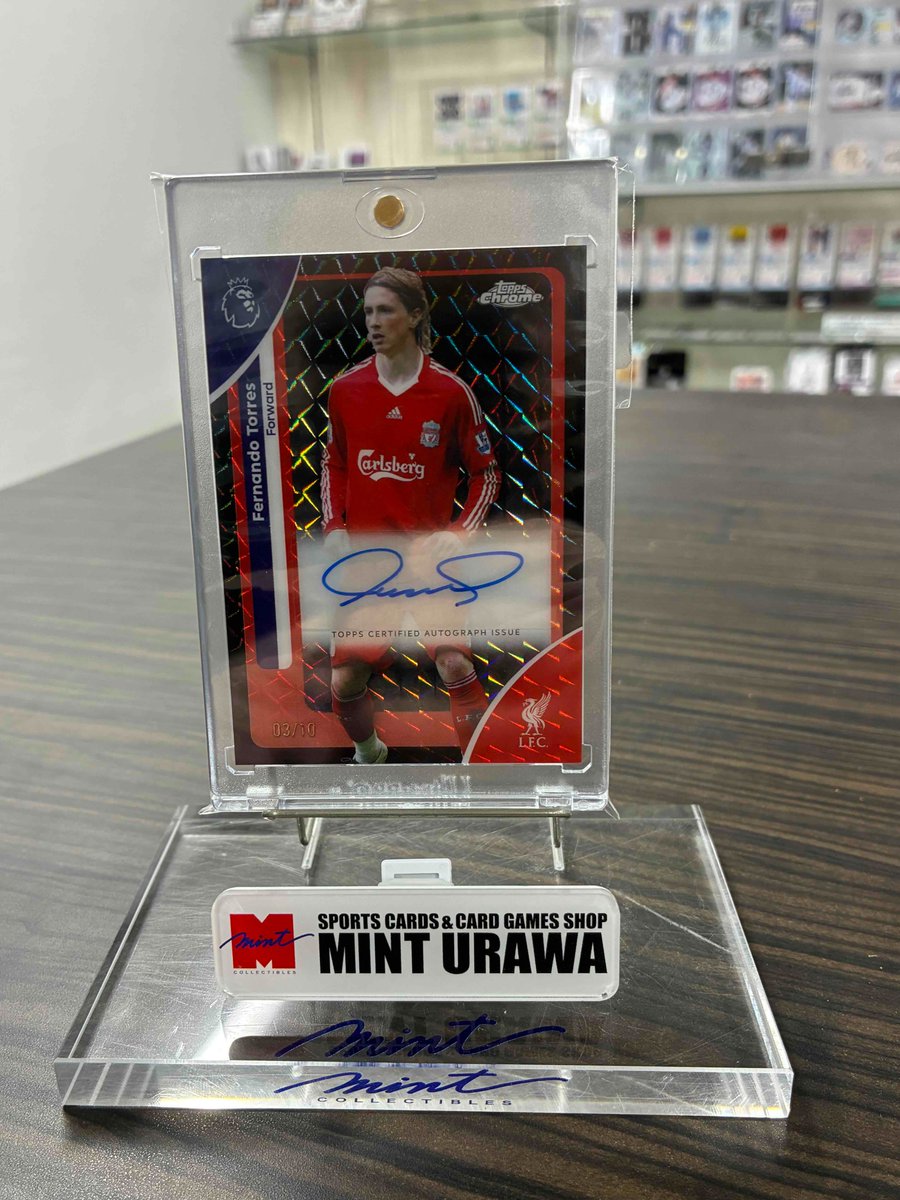 topps
Chrome
Fernando Torres
Forward
adidas
Carlsberg
TOPPS CERTIFIED AUTOGRAPH ISSUE
03/10
L.F.C.
mint
COLLECTIBLES
SPORTS CARDS & CARD GAMES SHOP
MINT URAWA
mint
mint
COLLECTIBLES